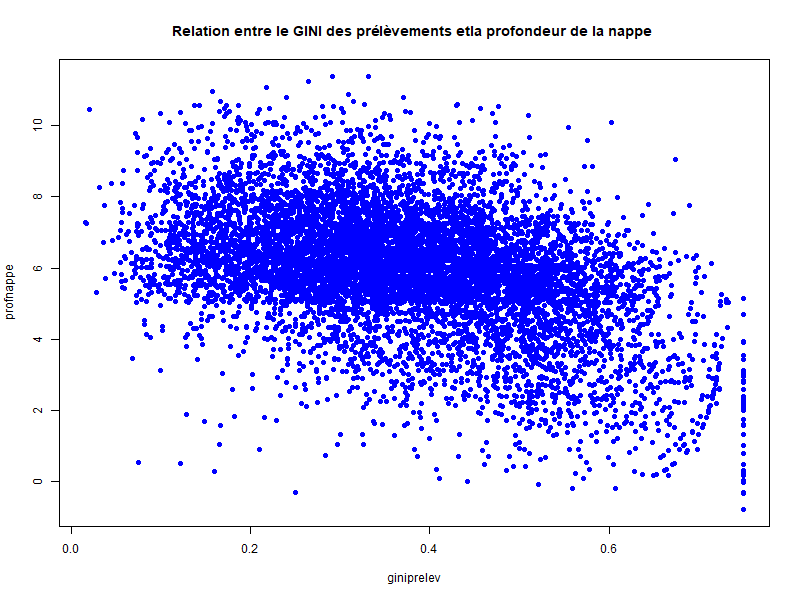 Relation entre le GINI des prélèvements etla profondeur de la nappe
10
8
6
4
2
0
profnappe
0.0 0.2 0.4 0.6
giniprelev